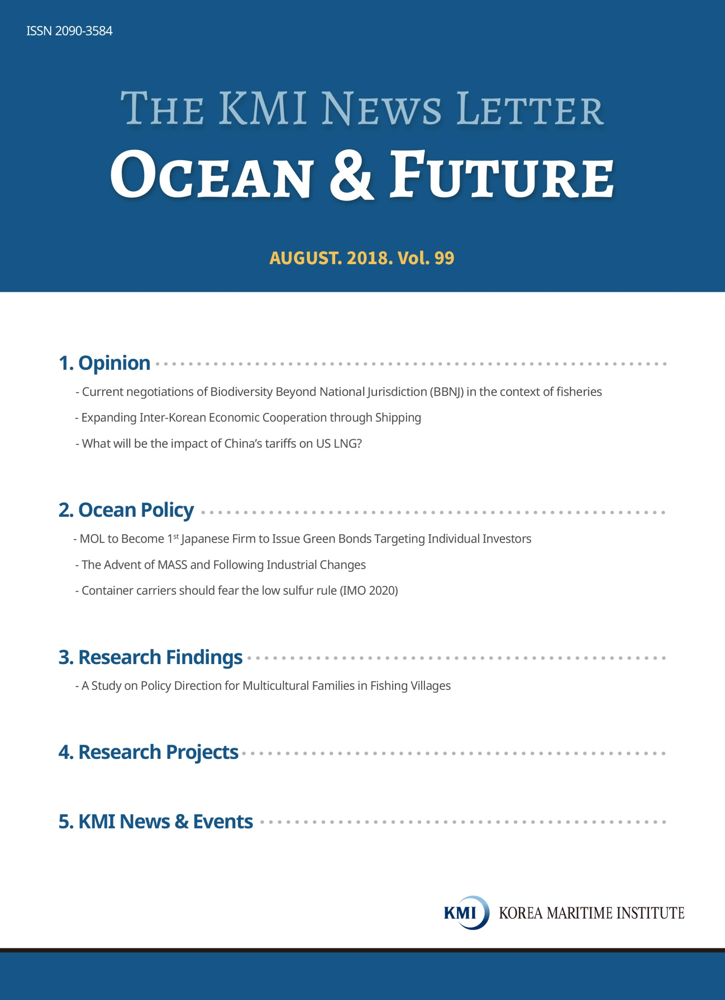 ISSN 2090-3584
THE KMI NEWS LETTER
OCEAN & FUTURE
AUGUST. 2018. Vol. 99
1. Opinion
- Current negotiations of Biodiversity Beyond National Jurisdiction (BBNJ) in the context of fisheries
- Expanding Inter-Korean Economic Cooperation through Shipping
- What will be the impact of China’s tariffs on US LNG?
2. Ocean Policy
- MOL to Become 1st Japanese Firm to Issue Green Bonds Targeting Individual Investors
- The Advent of MASS and Following Industrial Changes
- Container carriers should fear the low sulfur rule (IMO 2020)
3. Research Findings
- A Study on Policy Direction for Multicultural Families in Fishing Villages
4. Research Projects
5. KMI News & Events
KMI KOREA MARITIME INSTITUTE